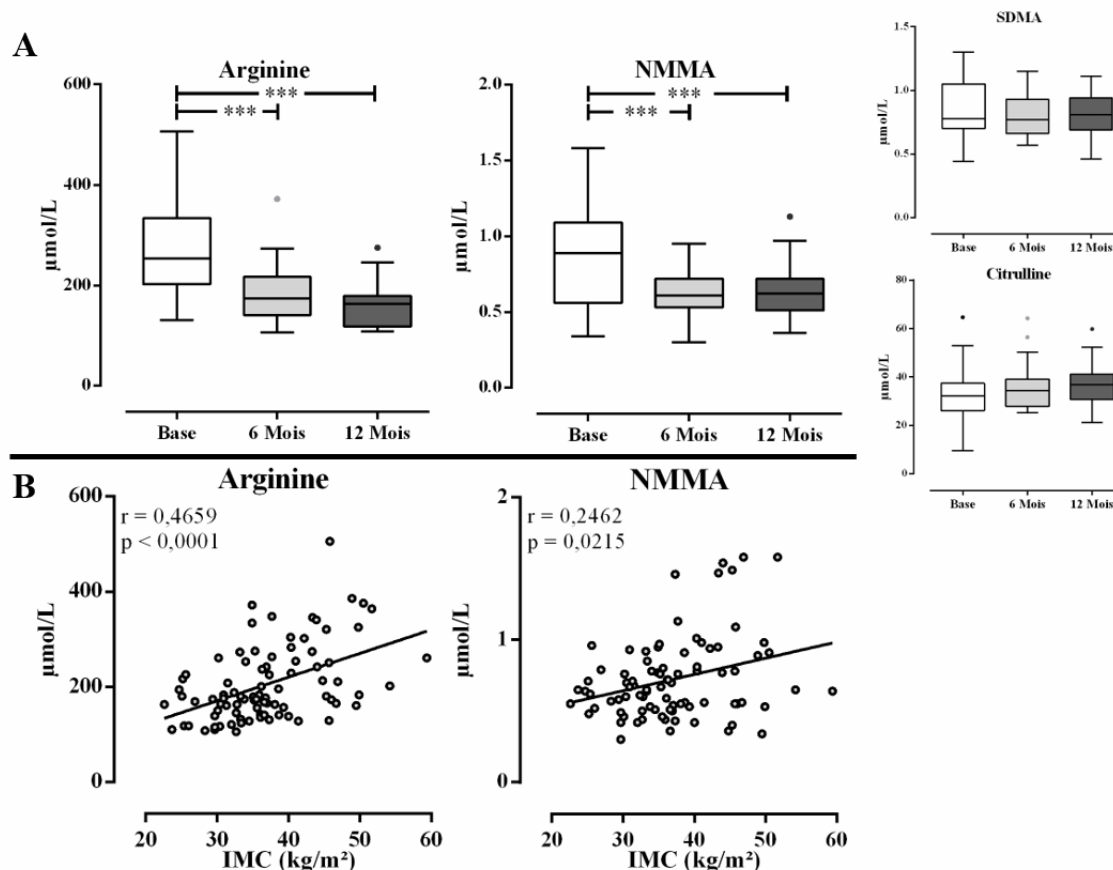 A
Arginine
600
400
200
0
µmol/L
***
***
Base
6 Mois
12 Mois
NMMA
2.0
1.5
1.0
0.5
0.0
µmol/L
***
***
Base
6 Mois
12 Mois
SDMA
1.5
1.0
0.5
0.0
µmol/L
Base
6 Mois
12 Mois
Citrulline
80
60
40
20
0
µmol/L
Base
6 Mois
12 Mois
B
Arginine
r = 0,4659
p < 0,0001
600
400
200
0
µmol/L
20
30
40
50
60
IMC (kg/m²)
NMMA
r = 0,2462
p = 0,0215
2
1
0
µmol/L
20
30
40
50
60
IMC (kg/m²)